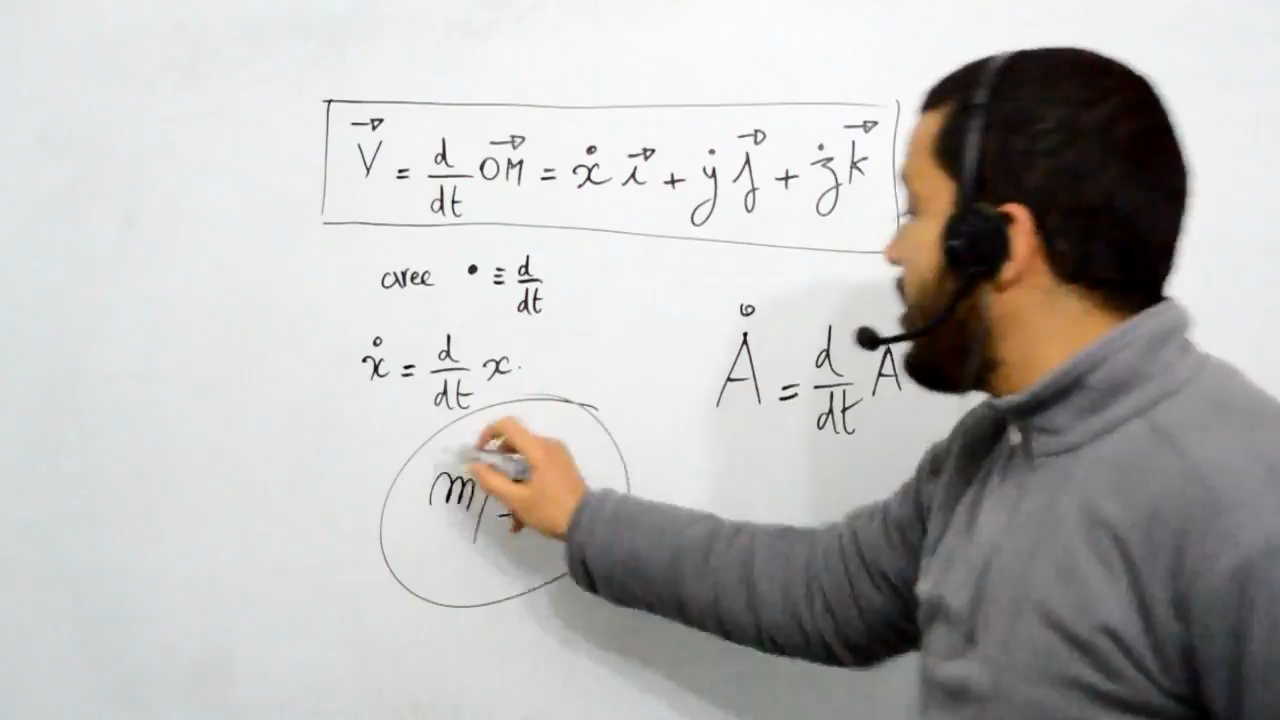 V⃗ = d/dt OM⃗ = ẋ i⃗ + ẏ j⃗ + ż k⃗
avec • ≡ d/dt
ẋ = d/dt x.
Ȧ = d/dt A
m/